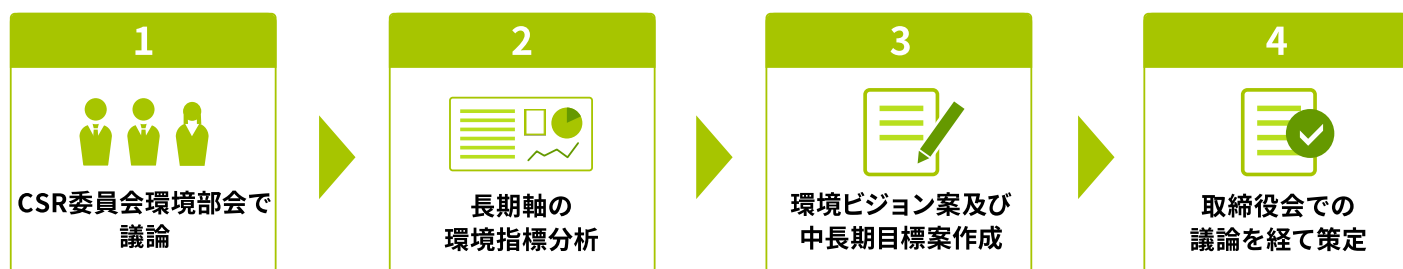 1
CSR委員会環境部会で
議論
2
長期軸の
環境指標分析
3
環境ビジョン案及び
中長期目標案作成
4
取締役会での
議論を経て策定